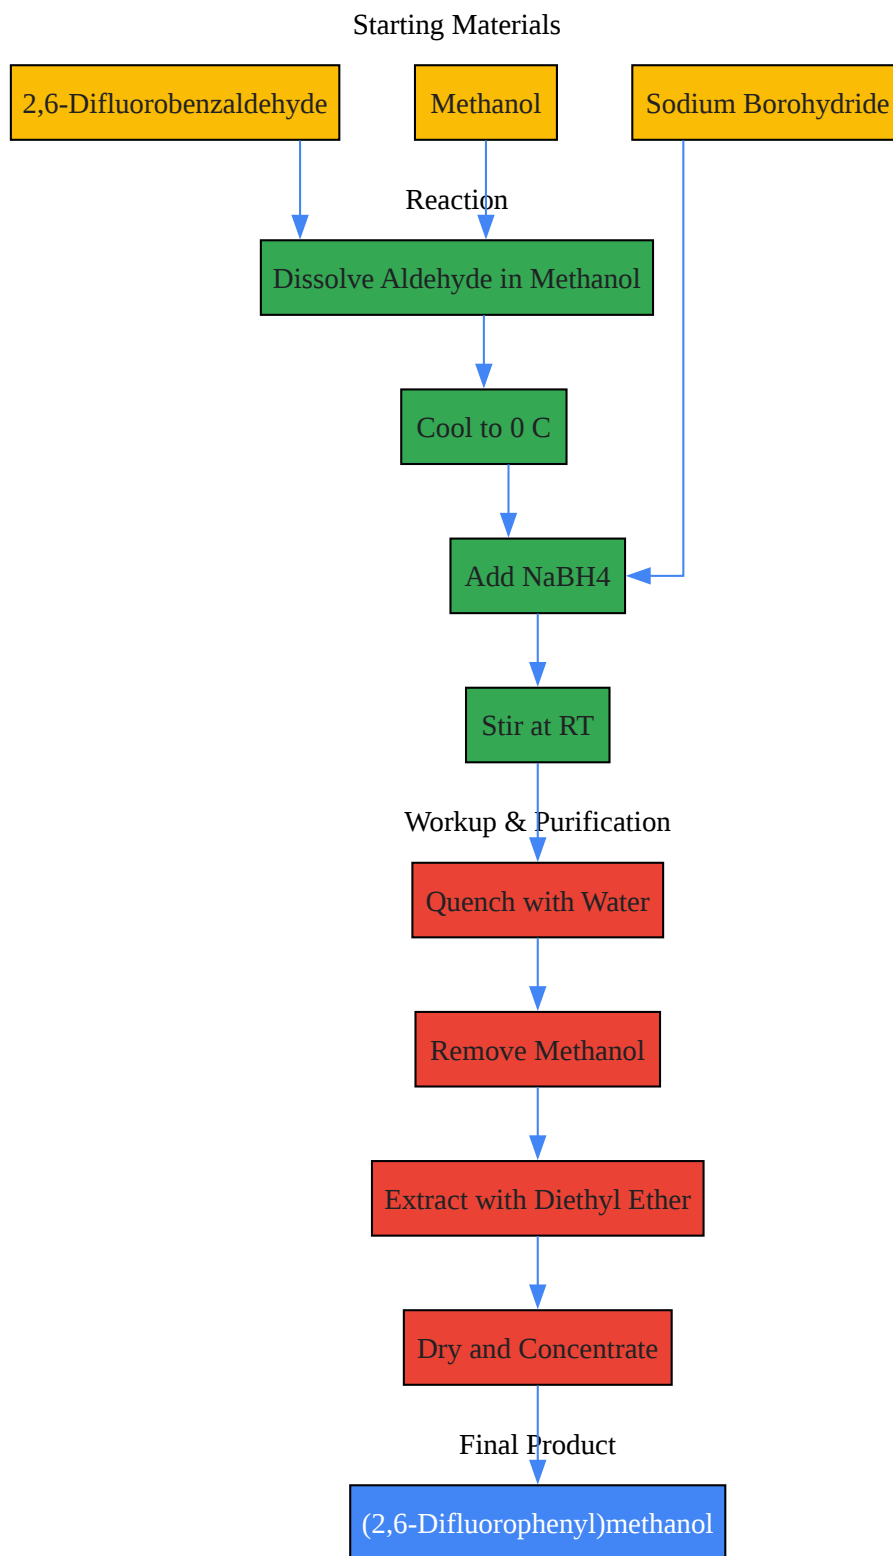 Starting Materials
2,6-Difluorobenzaldehyde
Methanol
Sodium Borohydride
Reaction
Dissolve Aldehyde in Methanol
Cool to 0 C
Add NaBH4
Stir at RT
Workup & Purification
Quench with Water
Remove Methanol
Extract with Diethyl Ether
Dry and Concentrate
Final Product
(2,6-Difluorophenyl)methanol